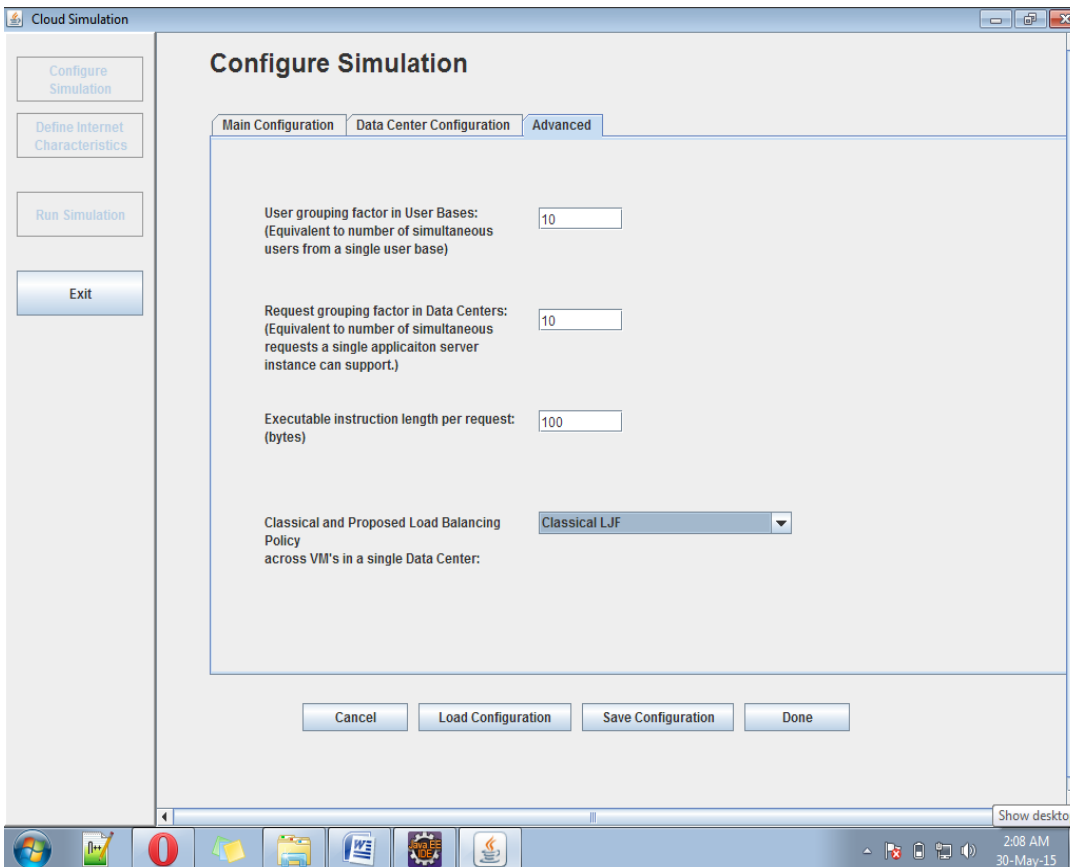 Cloud Simulation
Configure
Simulation
Define Internet
Characteristics
Run Simulation
Exit
Configure Simulation
Main Configuration
Data Center Configuration
Advanced
User grouping factor in User Bases:
(Equivalent to number of simultaneous
users from a single user base)
10
Request grouping factor in Data Centers:
(Equivalent to number of simultaneous
requests a single applicaiton server
instance can support.)
10
Executable instruction length per request:
(bytes)
100
Classical and Proposed Load Balancing
Policy
across VM's in a single Data Center:
Classical LJF
Cancel
Load Configuration
Save Configuration
Done
Show deskto
Java EE
IDE
2:08 AM
30-May-15